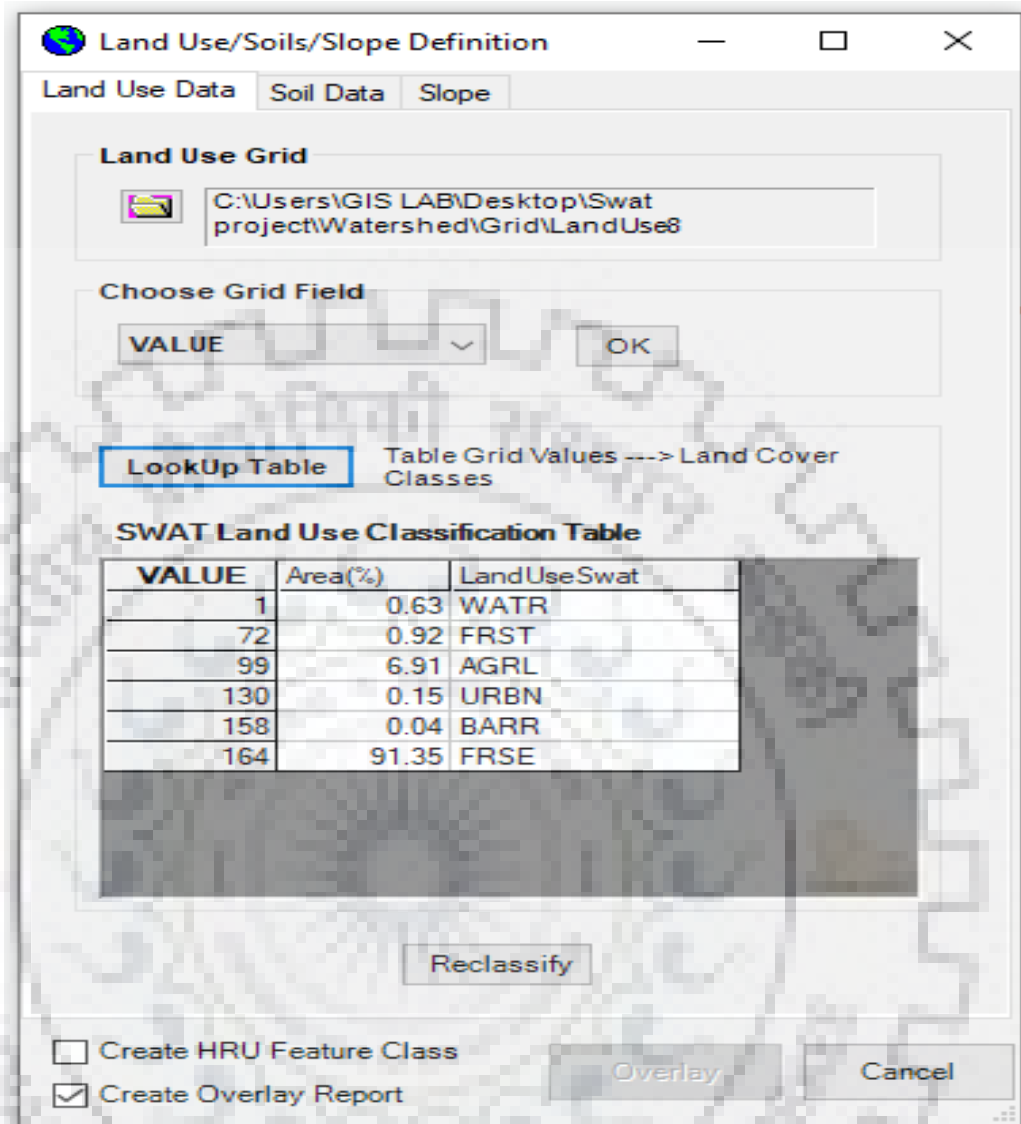 Land Use/Soils/Slope Definition
Land Use Data Soil Data Slope
Land Use Grid
C:\Users\GIS LAB\Desktop\Swat
project\Watershed\Grid\LandUse8
Choose Grid Field
VALUE OK
LookUp Table Table Grid Values ---> Land Cover
Classes
SWAT Land Use Classification Table
VALUE Area(%) LandUseSwat
1 0.63 WATR
72 0.92 FRST
99 6.91 AGRL
130 0.15 URBN
158 0.04 BARR
164 91.35 FRSE
Reclassify
Create HRU Feature Class
Create Overlay Report
Overlay Cancel